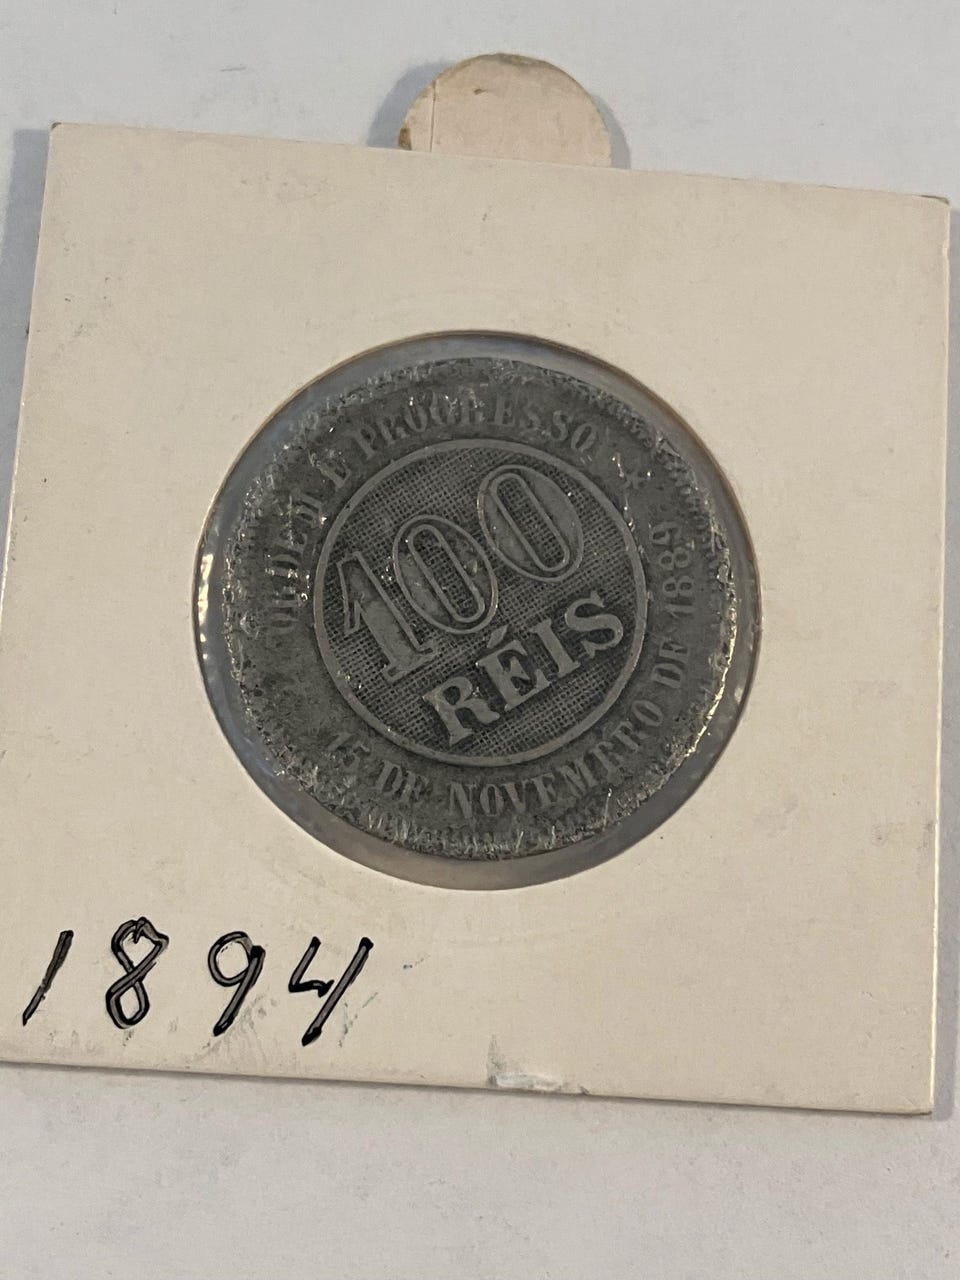 ORDEM E PROGRESSO ★
100
RÉIS
15 DE NOVEMBRO DE 1889
1894